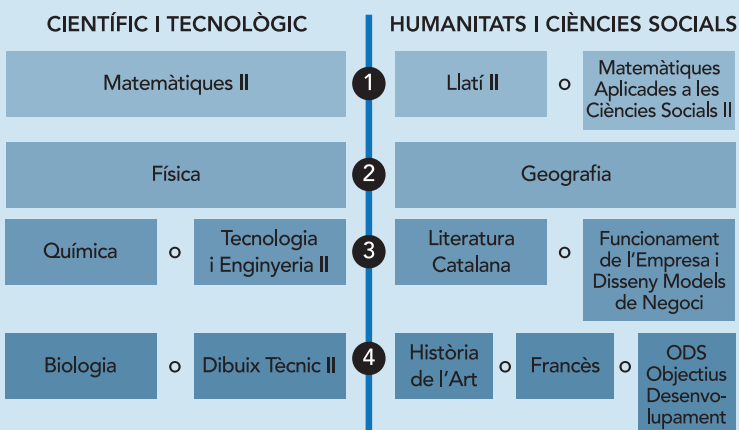 CIENTÍFIC I TECNOLÒGIC
HUMANITATS I CIÈNCIES SOCIALS
Matemàtiques II
1
Llatí II
o
Matemàtiques
Aplicades a les
Ciències Socials II
Física
2
Geografia
Química
o
Tecnologia
i Enginyeria II
3
Literatura
Catalana
o
Funcionament
de l'Empresa i
Disseny Models
de Negoci
Biologia
o
Dibuix Tècnic II
4
Història
de l'Art
o
Francès
o
ODS
Objectius
Desenvo-
lupament